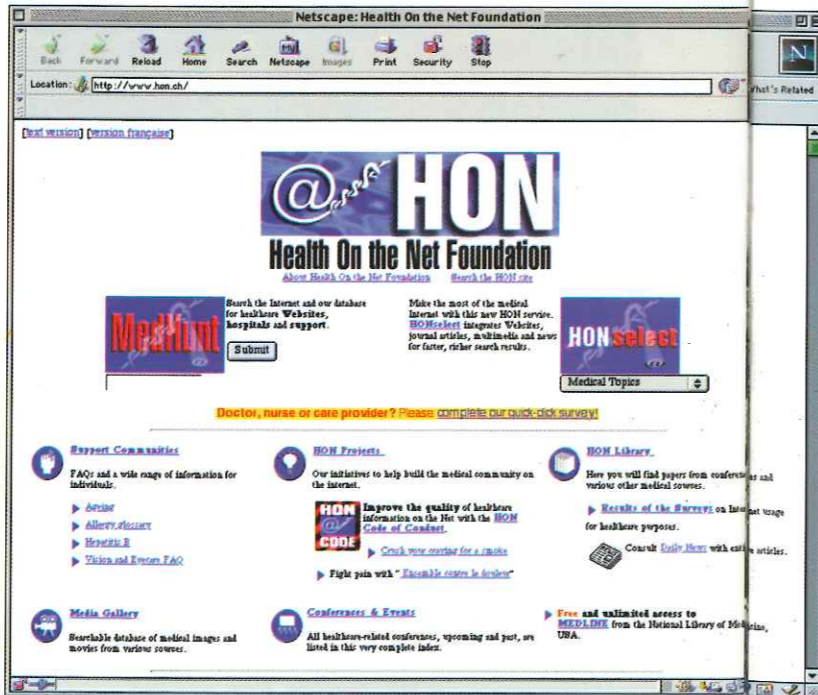 Netscape: Health On the Net Foundation
Back Forward Reload Home Search Netscape Images Print Security Stop
N
Location: http://www.hon.ch/
What's Related
[text version] [version française]
@ HON
Health On the Net Foundation
About Health On the Net Foundation Search the HON site
MedHunt
Search the Internet and our database
for healthcare Websites,
hospitals and support.
Submit
Make the most of the medical
Internet with this new HON service.
HONselect integrates Websites,
journal articles, multimedia and news
for faster, richer search results.
HONselect
Medical Topics
Doctor, nurse or care provider? Please complete our quick-click survey!
Support Communities
FAQs and a wide range of information for
individuals.
Ageing
Allergy glossary
Hepatitis B
Vision and Eyecare FAQ
HON Projects
Our initiatives to help build the medical community on
the internet.
HON
@
CODE
Improve the quality of healthcare
information on the Net with the HON
Code of Conduct.
Crush your craving for a smoke
Fight pain with "Ensemble contre la douleur"
HON Library
Here you will find papers from conferences and
various other medical sources.
Results of the Surveys on Internet usage
for healthcare purposes.
Consult Daily News with entire articles.
Media Gallery
Searchable database of medical images and
movies from various sources.
Conferences & Events
All healthcare-related conferences, upcoming and past, are
listed in this very complete index.
Free and unlimited access to
MEDLINE from the National Library of Medicine,
USA.